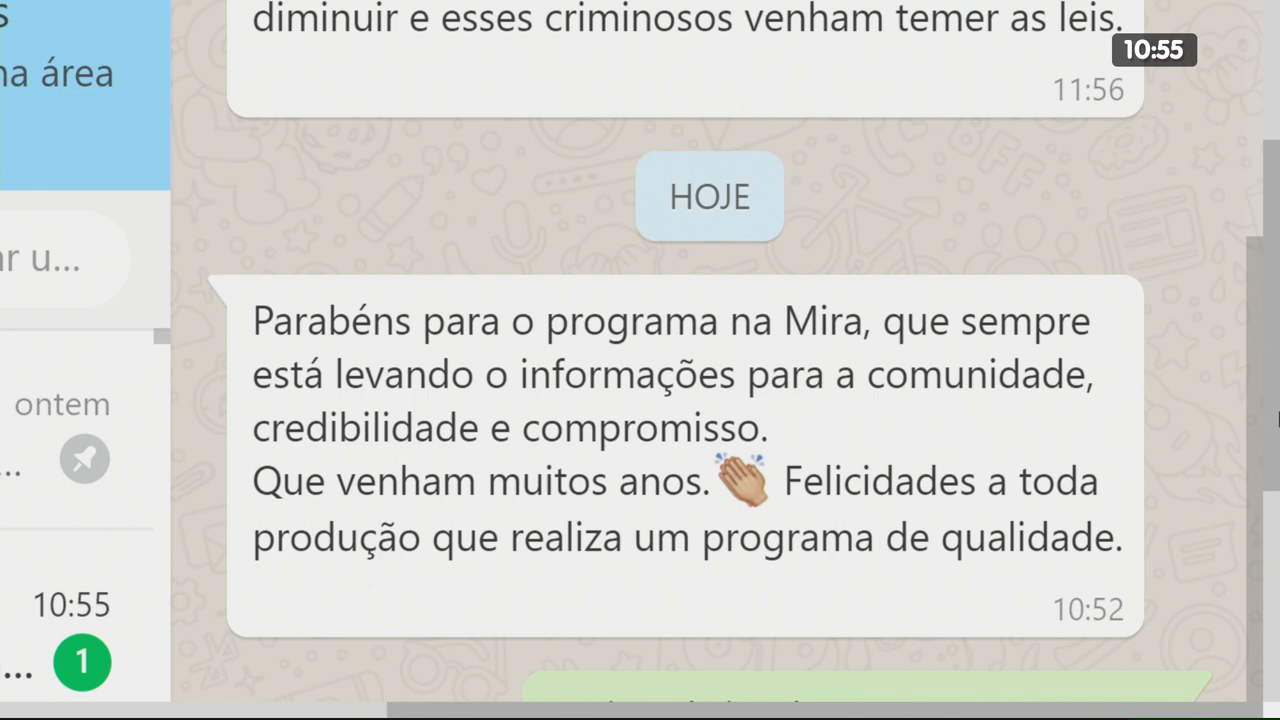 s
diminuir e esses criminosos venham temer as leis.
10:55
na área
11:56
HOJE
ar u...
Parabéns para o programa na Mira, que sempre
está levando o informações para a comunidade,
credibilidade e compromisso.
Que venham muitos anos.👏🏼 Felicidades a toda
produção que realiza um programa de qualidade.
10:52
ontem
...
10:55
... 1